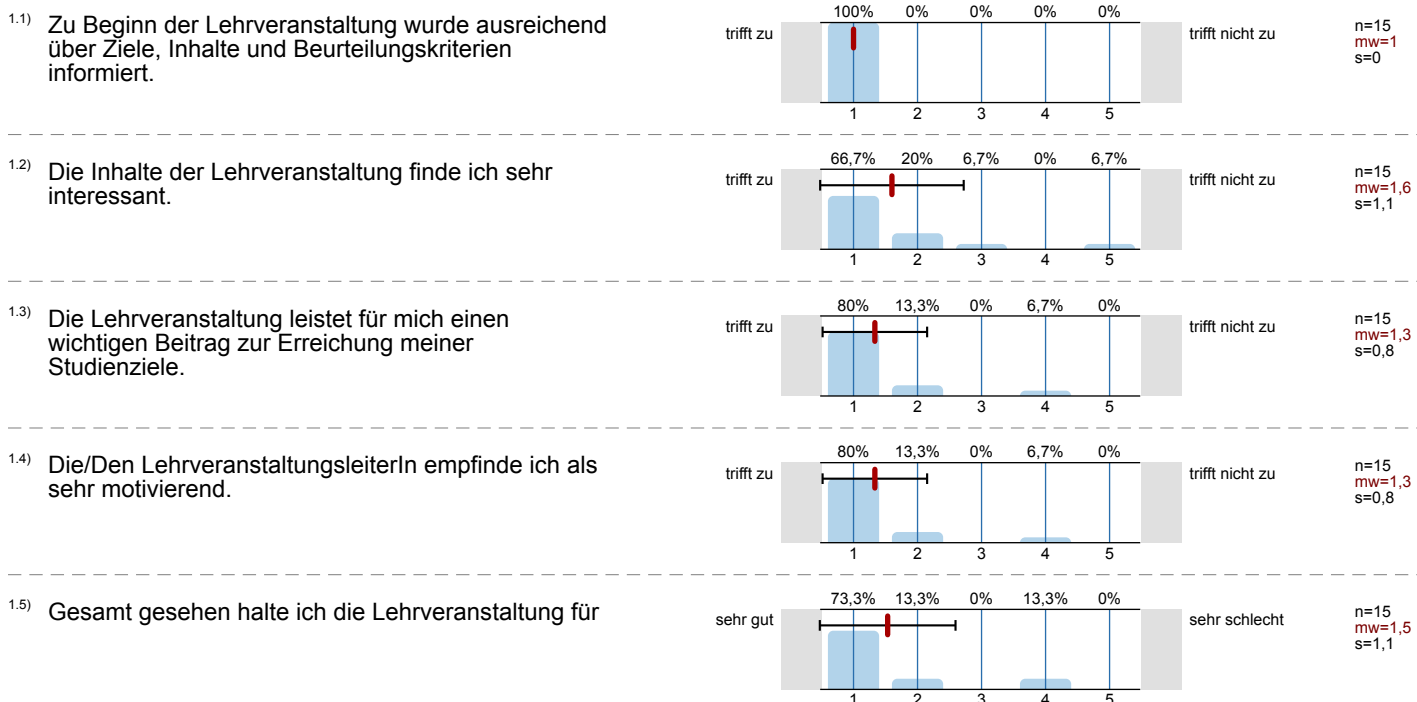 1.1) Zu Beginn der Lehrveranstaltung wurde ausreichend
über Ziele, Inhalte und Beurteilungskriterien
informiert.
trifft zu
100% 0% 0% 0% 0%
1 2 3 4 5
trifft nicht zu
n=15
mw=1
s=0
1.2) Die Inhalte der Lehrveranstaltung finde ich sehr
interessant.
trifft zu
66,7% 20% 6,7% 0% 6,7%
1 2 3 4 5
trifft nicht zu
n=15
mw=1,6
s=1,1
1.3) Die Lehrveranstaltung leistet für mich einen
wichtigen Beitrag zur Erreichung meiner
Studienziele.
trifft zu
80% 13,3% 0% 6,7% 0%
1 2 3 4 5
trifft nicht zu
n=15
mw=1,3
s=0,8
1.4) Die/Den LehrveranstaltungsleiterIn empfinde ich als
sehr motivierend.
trifft zu
80% 13,3% 0% 6,7% 0%
1 2 3 4 5
trifft nicht zu
n=15
mw=1,3
s=0,8
1.5) Gesamt gesehen halte ich die Lehrveranstaltung für
sehr gut
73,3% 13,3% 0% 13,3% 0%
1 2 3 4 5
sehr schlecht
n=15
mw=1,5
s=1,1